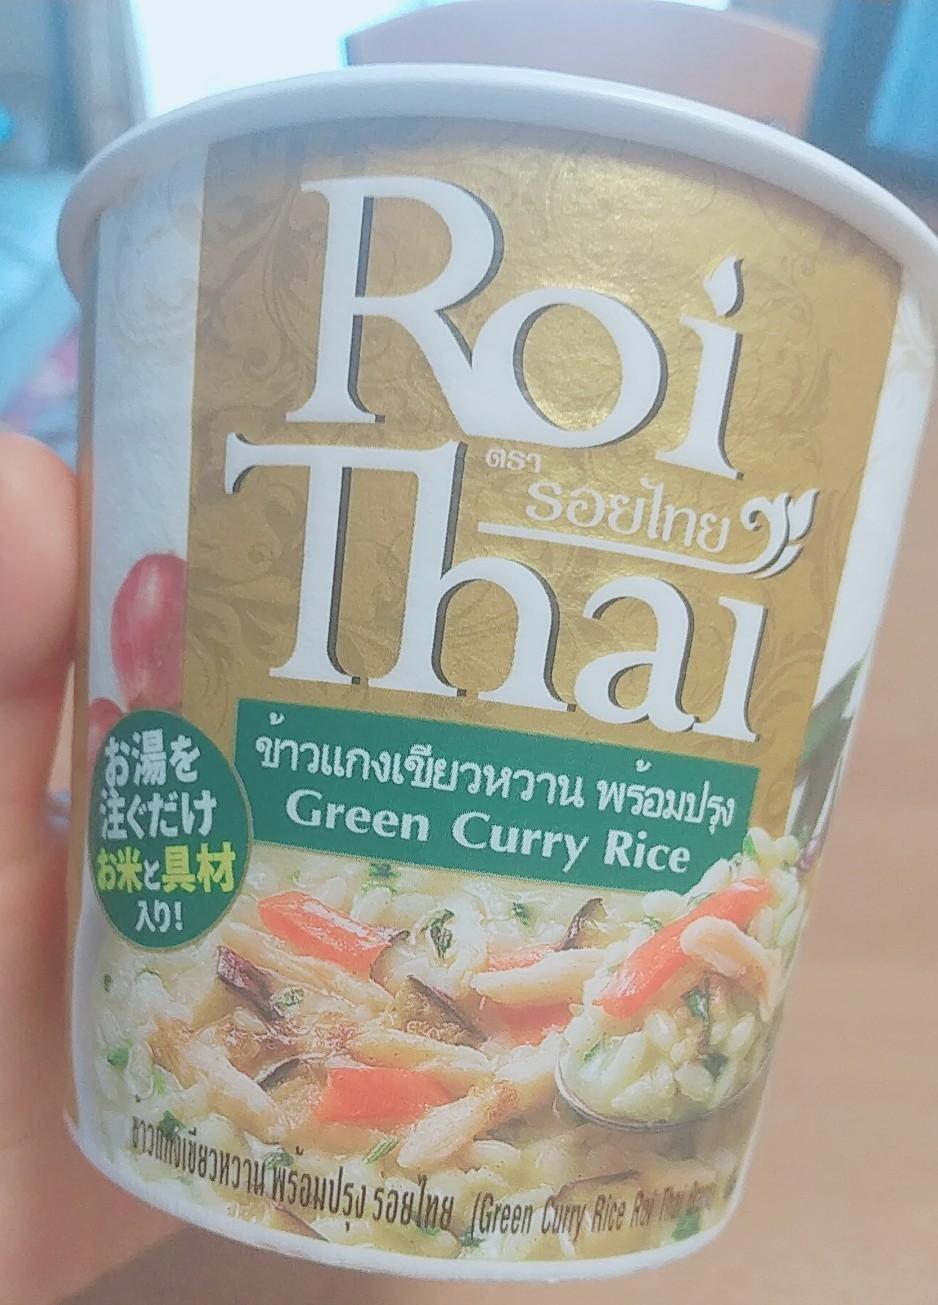 Roi
ตรา
รอยไทย
Thai
ข้าวแกงเขียวหวาน พร้อมปรุง
Green Curry Rice
お湯を
注ぐだけ
お米と具材
入り!
ข้าวแกงเขียวหวาน พร้อมปรุง รอยไทย (Green Curry Rice Roi Thai